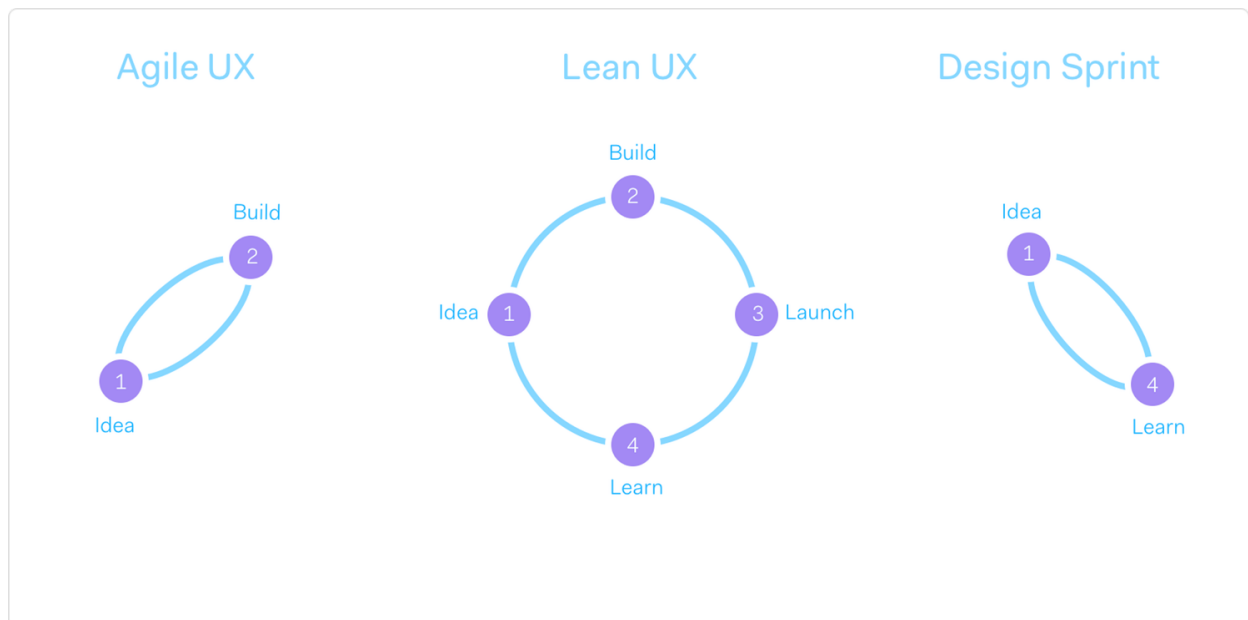 Agile UX
Build
2
1
Idea
Lean UX
Build
2
Idea 1
3 Launch
4
Learn
Design Sprint
Idea
1
4
Learn